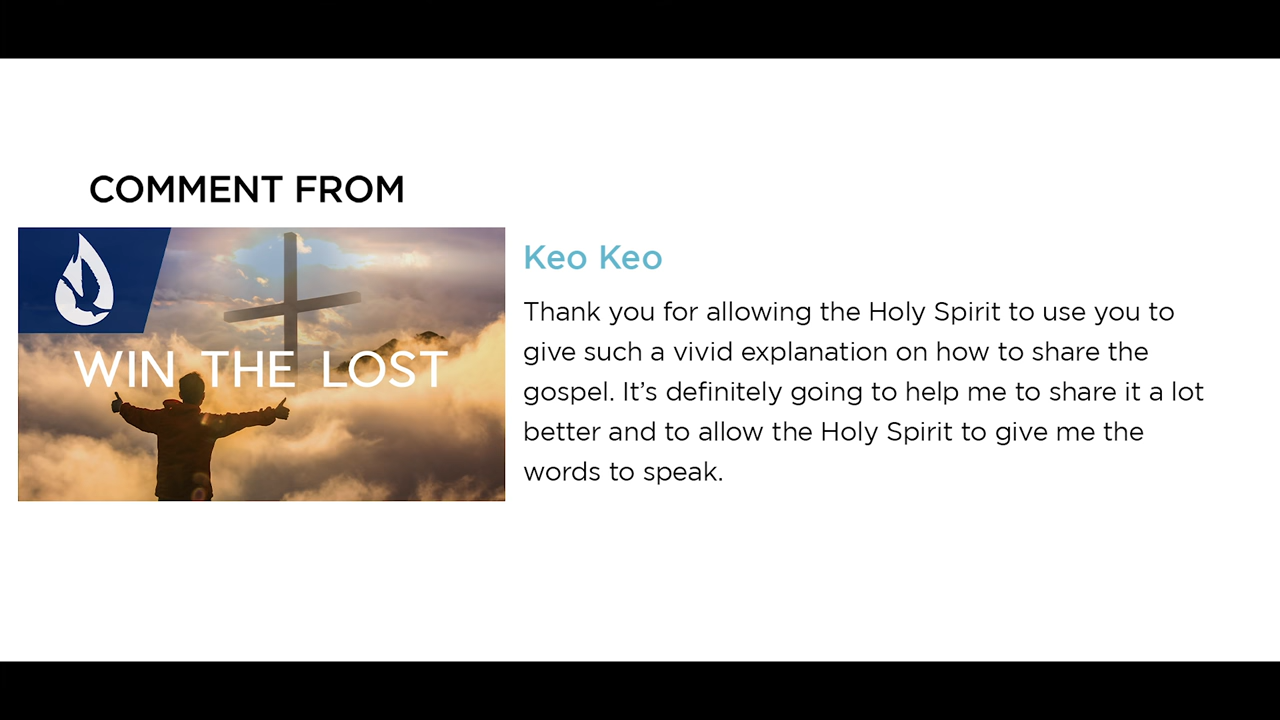 COMMENT FROM
WIN THE LOST
Keo Keo
Thank you for allowing the Holy Spirit to use you to
give such a vivid explanation on how to share the
gospel. It’s definitely going to help me to share it a lot
better and to allow the Holy Spirit to give me the
words to speak.